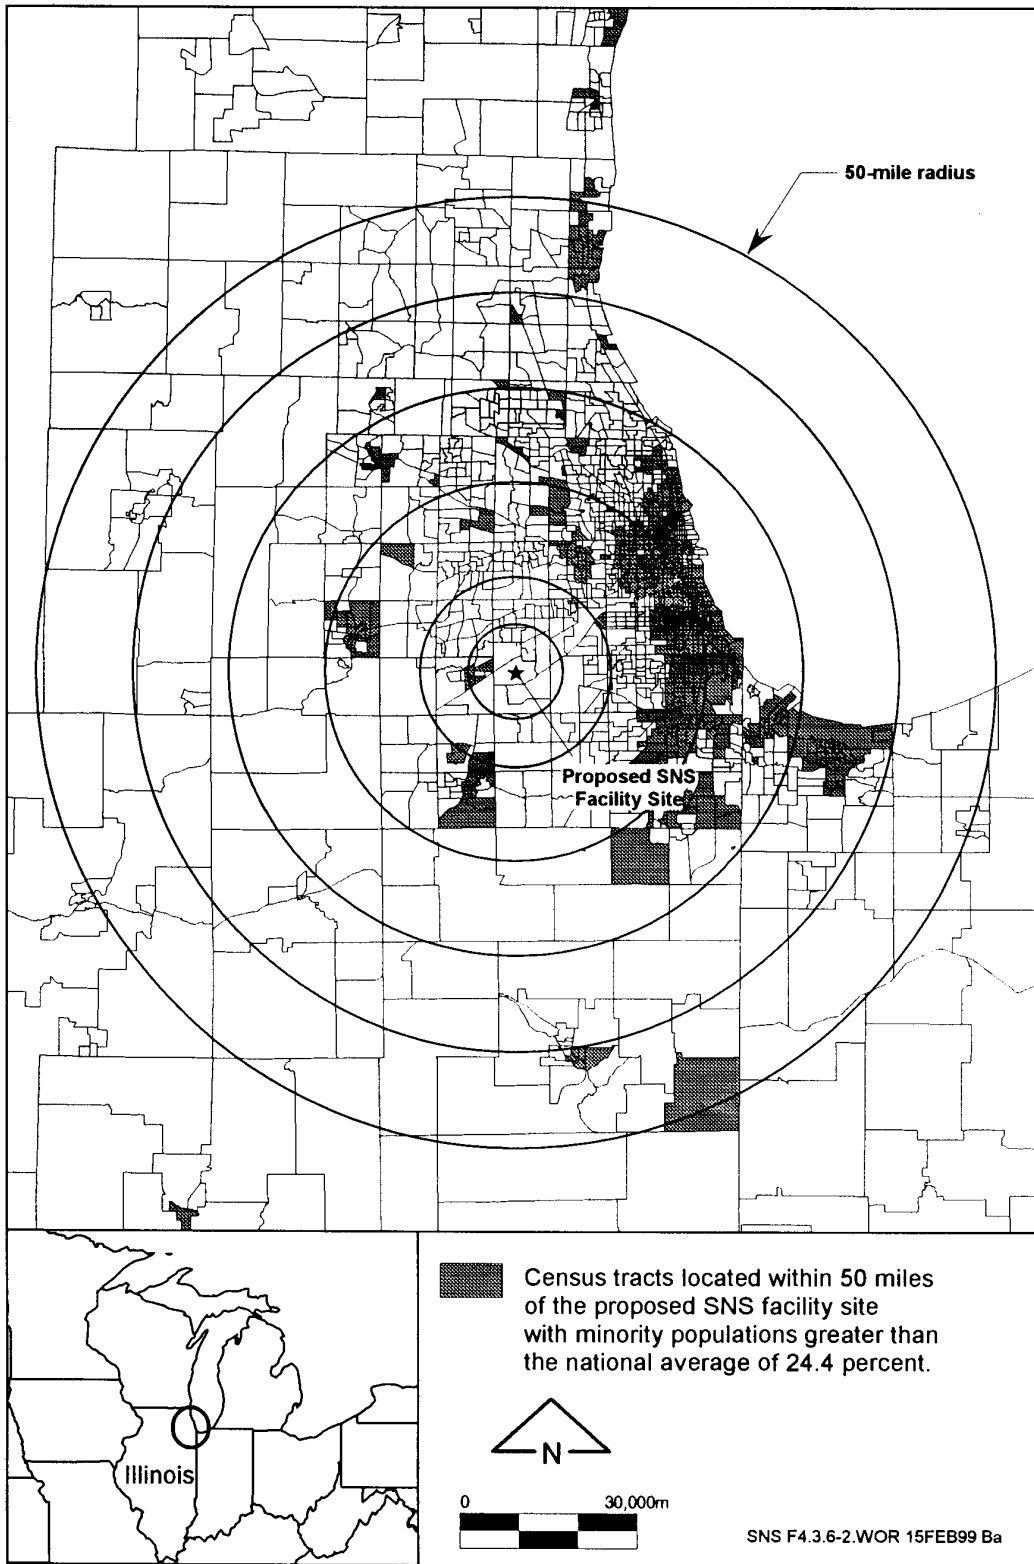 50-mile radius
Proposed SNS
Facility Site
Illinois
Census tracts located within 50 miles
of the proposed SNS facility site
with minority populations greater than
the national average of 24.4 percent.
N
0 30,000m
SNS F4.3.6-2.WOR 15FEB99 Ba